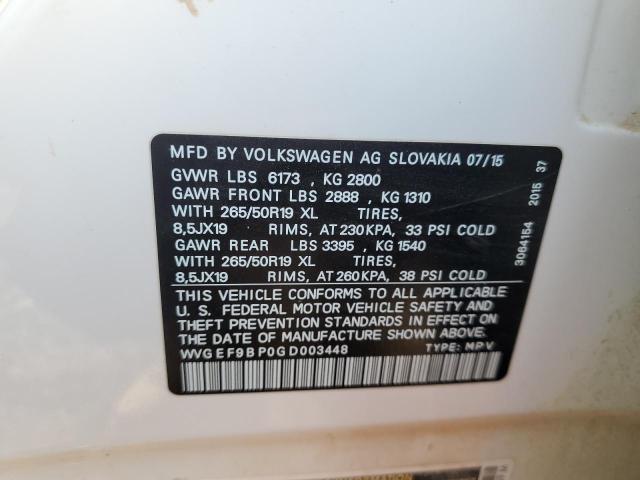 MFD BY VOLKSWAGEN AG SLOVAKIA 07/15
GVWR LBS 6173 , KG 2800
GAWR FRONT LBS 2888 , KG 1310
WITH 265/50R19 XL TIRES,
8,5JX19 RIMS, AT 230KPA, 33 PSI COLD
GAWR REAR LBS 3395 , KG 1540
WITH 265/50R19 XL TIRES,
8,5JX19 RIMS, AT 260KPA, 38 PSI COLD
THIS VEHICLE CONFORMS TO ALL APPLICABLE
U. S. FEDERAL MOTOR VEHICLE SAFETY AND
THEFT PREVENTION STANDARDS IN EFFECT ON
THE DATE OF MANUFACTURE SHOWN ABOVE.
WVGEF9BP0GD003448 TYPE: MPV
3064154 2015 37